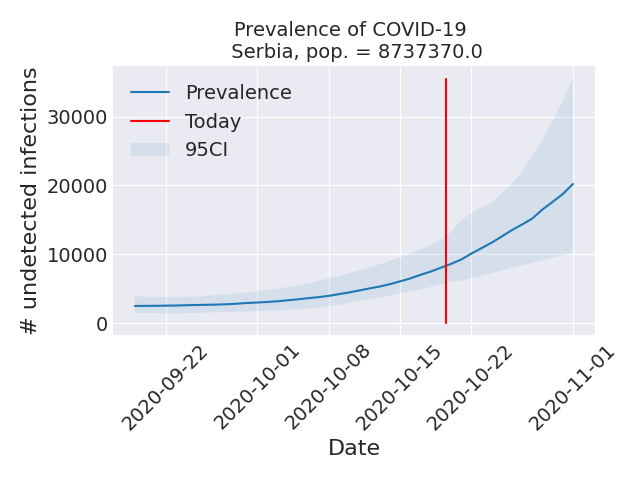 Prevalence of COVID-19
Serbia, pop. = 8737370.0
# undetected infections
30000
20000
10000
0
Prevalence
Today
95CI
2020-09-22
2020-10-01
2020-10-08
2020-10-15
2020-10-22
2020-11-01
Date